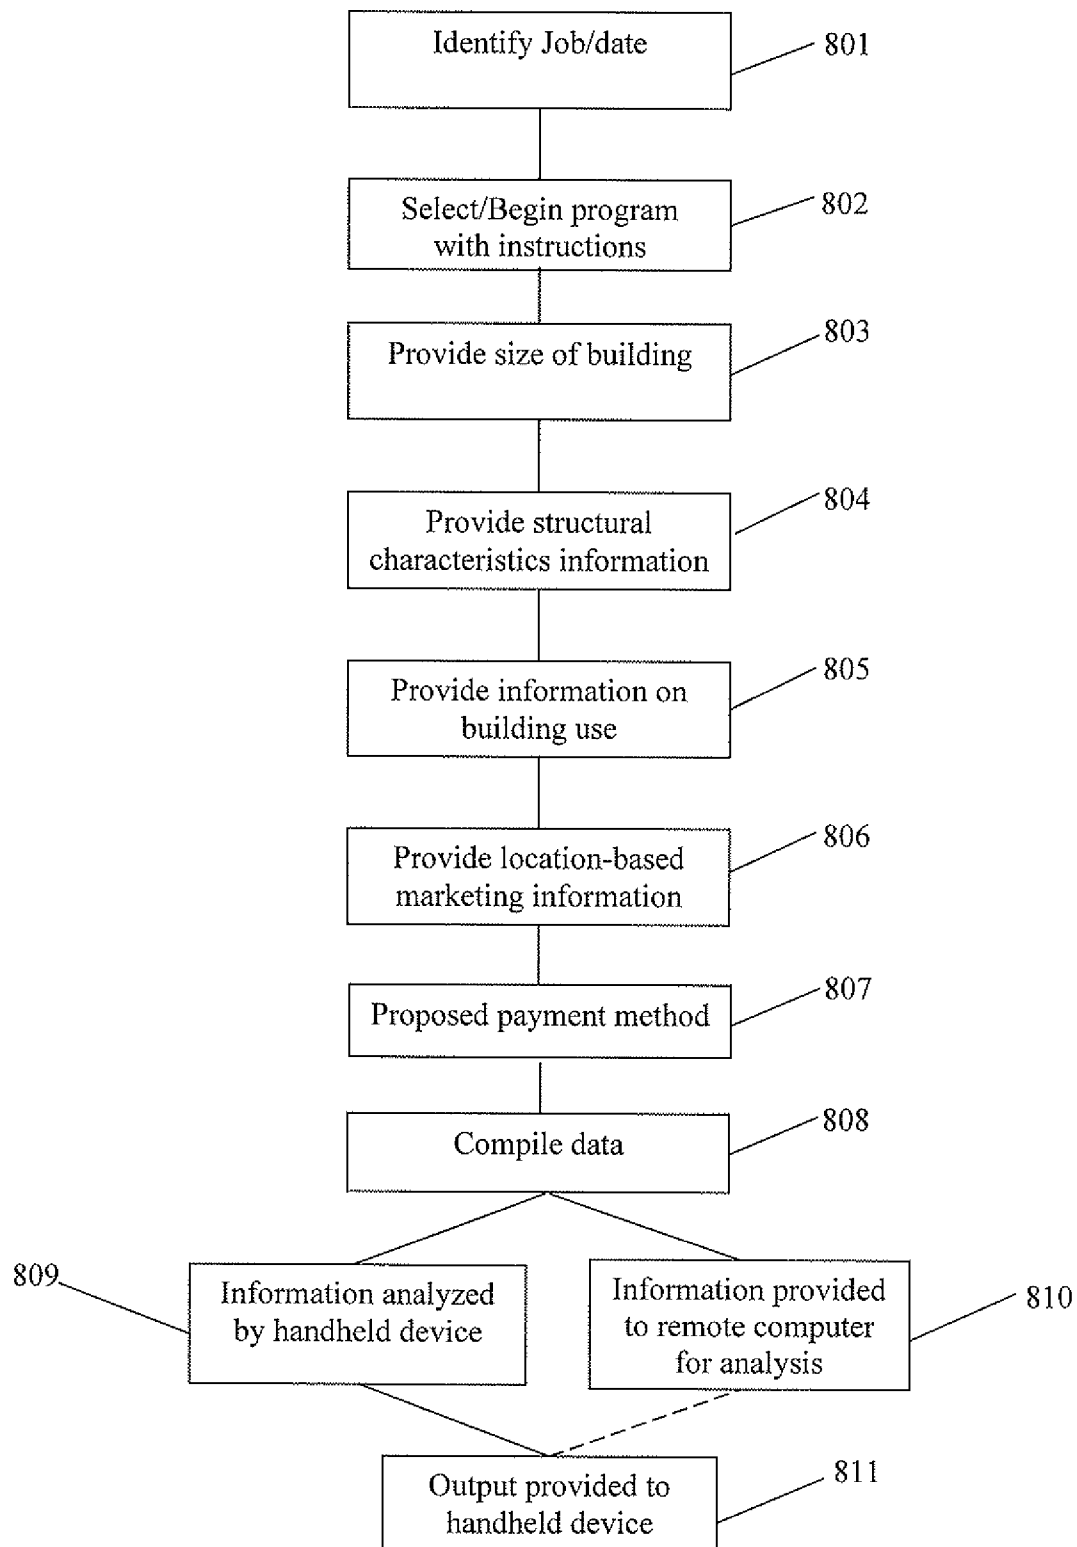 Identify Job/date
801
Select/Begin program
with instructions
802
Provide size of building
803
Provide structural
characteristics information
804
Provide information on
building use
805
Provide location-based
marketing information
806
Proposed payment method
807
Compile data
808
809
Information analyzed
by handheld device
Information provided
to remote computer
for analysis
810
Output provided to
handheld device
811